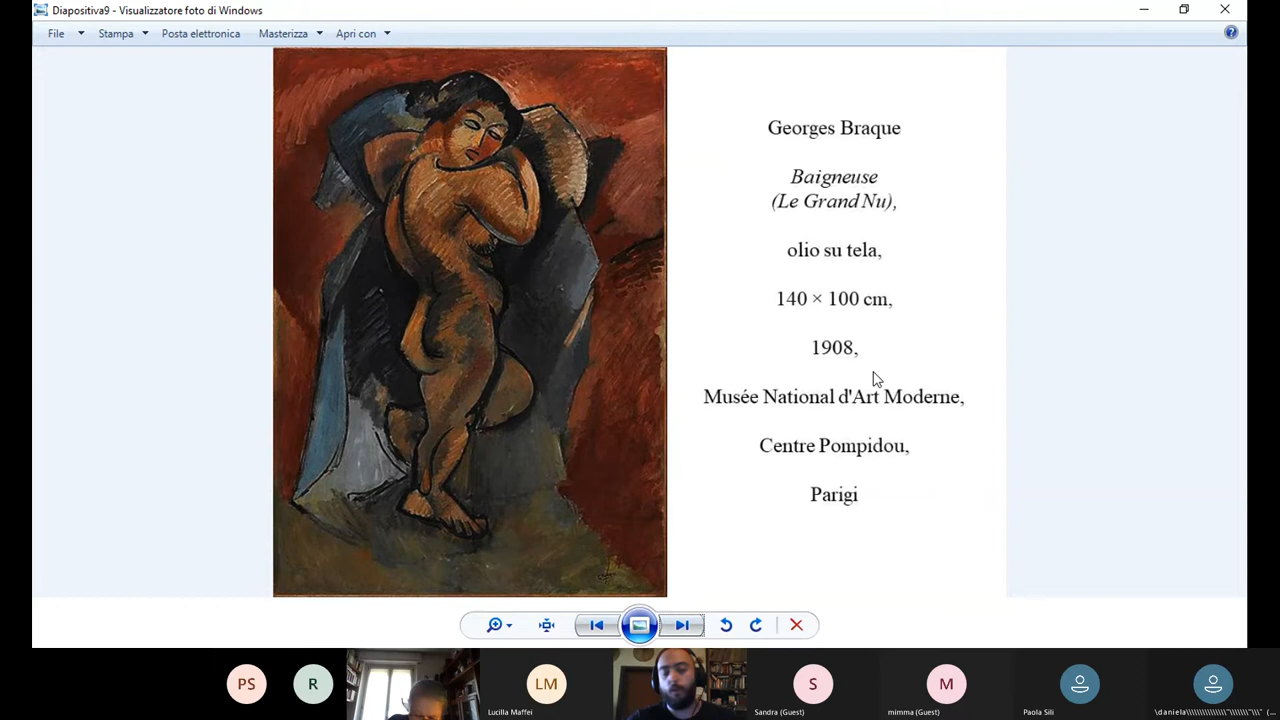 Diapositiva9 - Visualizzatore foto di Windows
File Stampa Posta elettronica Masterizza Apri con
Georges Braque
Baigneuse
(Le Grand Nu),
olio su tela,
140 × 100 cm,
1908,
Musée National d'Art Moderne,
Centre Pompidou,
Parigi
PS R LM S M
Lucilla Maffei Sandra (Guest) mimma (Guest) Paola Sili